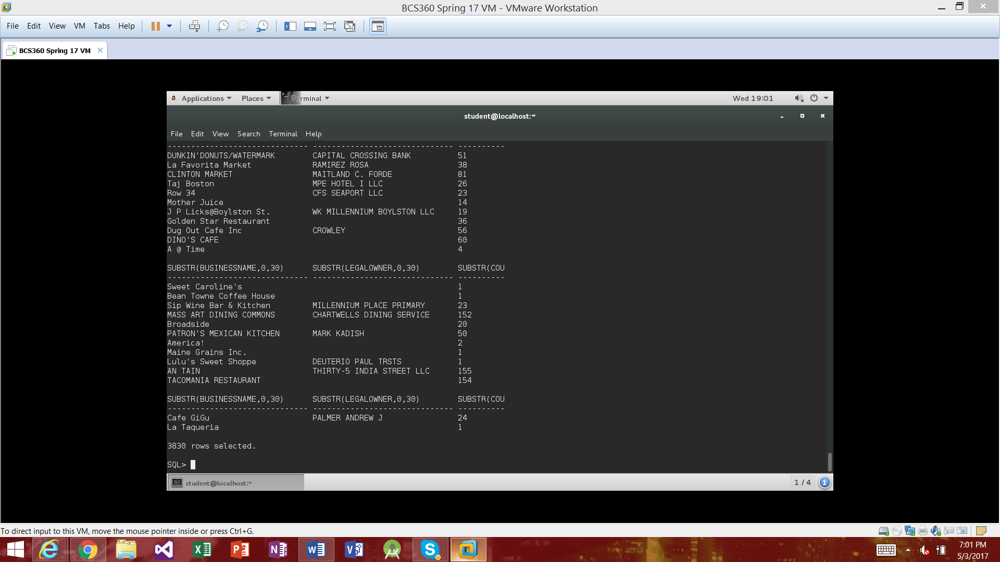 BCS360 Spring 17 VM - VMware Workstation
File Edit View VM Tabs Help
BCS360 Spring 17 VM
Applications Places Terminal Wed 19:01
student@localhost:~
File Edit View Search Terminal Help
------------------------------ ------------------------------ ----------
DUNKIN'DONUTS/WATERMARK CAPITAL CROSSING BANK 51
La Favorita Market RAMIREZ ROSA 38
CLINTON MARKET MAITLAND C. FORDE 81
Taj Boston MPE HOTEL I LLC 26
Row 34 CFS SEAPORT LLC 23
Mother Juice 14
J P Licks@Boylston St. WK MILLENNIUM BOYLSTON LLC 19
Golden Star Restaurant 36
Dug Out Cafe Inc CROWLEY 56
DINO'S CAFE 60
A @ Time 4
SUBSTR(BUSINESSNAME,0,30) SUBSTR(LEGALOWNER,0,30) SUBSTR(COU
------------------------------ ------------------------------ ----------
Sweet Caroline's 1
Bean Towne Coffee House 1
Sip Wine Bar & Kitchen MILLENNIUM PLACE PRIMARY 23
MASS ART DINING COMMONS CHARTWELLS DINING SERVICE 152
Broadside 20
PATRON'S MEXICAN KITCHEN MARK KADISH 50
America! 2
Maine Grains Inc. 1
Lulu's Sweet Shoppe DEUTERIO PAUL TRSTS 1
AN TAIN THIRTY-5 INDIA STREET LLC 155
TACOMANIA RESTAURANT 154
SUBSTR(BUSINESSNAME,0,30) SUBSTR(LEGALOWNER,0,30) SUBSTR(COU
------------------------------ ------------------------------ ----------
Cafe GiGu PALMER ANDREW J 24
La Taqueria 1
3830 rows selected.
SQL>
student@localhost:~ 1 / 4 1
To direct input to this VM, move the mouse pointer inside or press Ctrl+G.
7:01 PM
5/3/2017